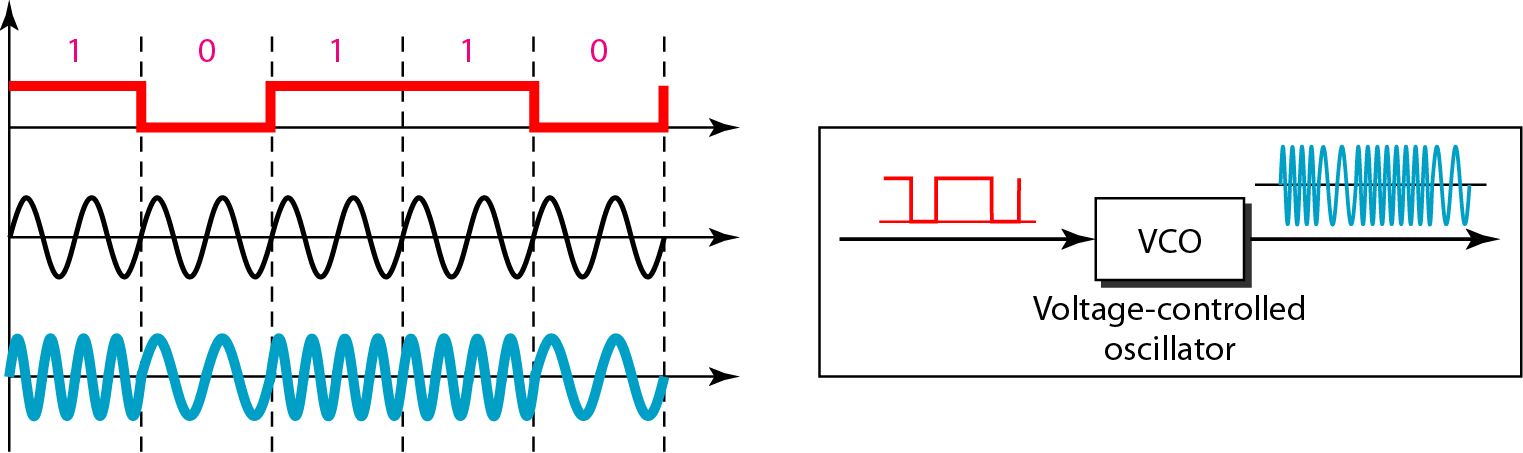 1 0 1 1 0
VCO
Voltage-controlled
oscillator